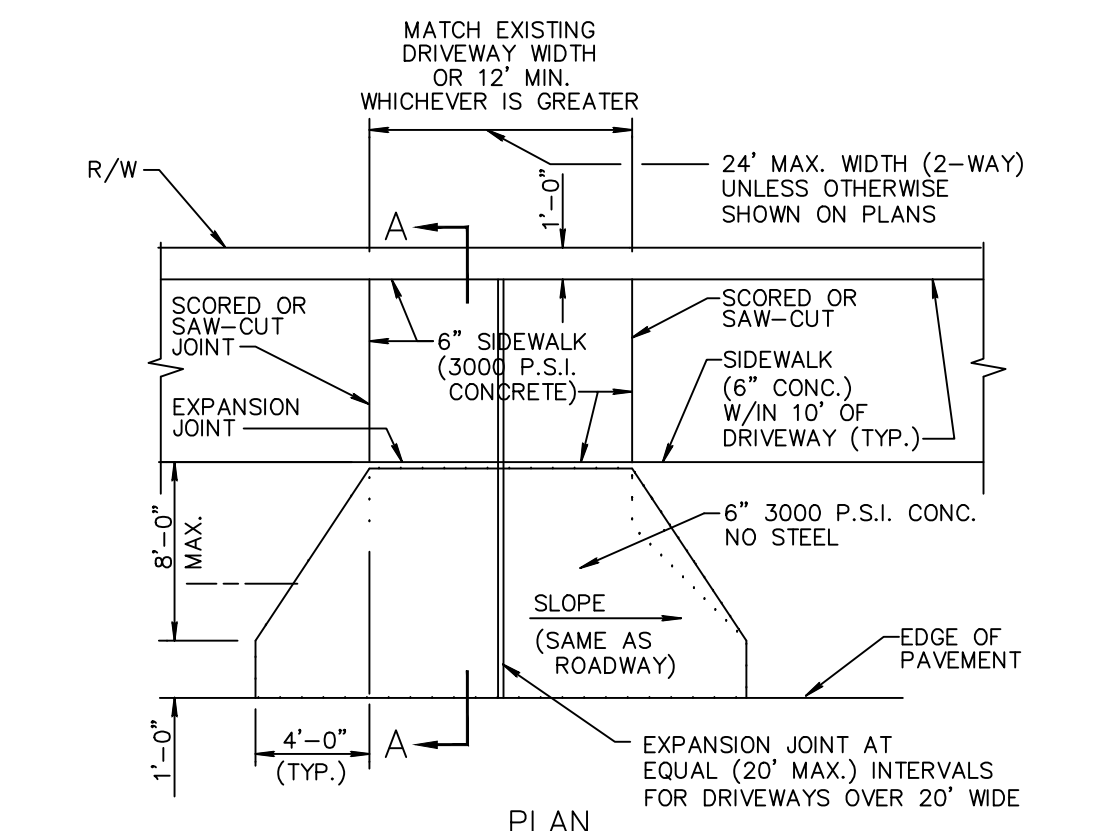 MATCH EXISTING
DRIVEWAY WIDTH
OR 12' MIN.
WHICHEVER IS GREATER
R/W
24' MAX. WIDTH (2-WAY)
UNLESS OTHERWISE
SHOWN ON PLANS
1'-0"
A
SCORED OR
SAW-CUT
JOINT
6" SIDEWALK
(3000 P.S.I.
CONCRETE)
SCORED OR
SAW-CUT
SIDEWALK
(6" CONC.)
W/IN 10' OF
DRIVEWAY (TYP.)
EXPANSION
JOINT
8'-0"
MAX.
6" 3000 P.S.I. CONC.
NO STEEL
SLOPE
(SAME AS
ROADWAY)
EDGE OF
PAVEMENT
1'-0"
4'-0"
(TYP.)
A
EXPANSION JOINT AT
EQUAL (20' MAX.) INTERVALS
FOR DRIVEWAYS OVER 20' WIDE
PLAN